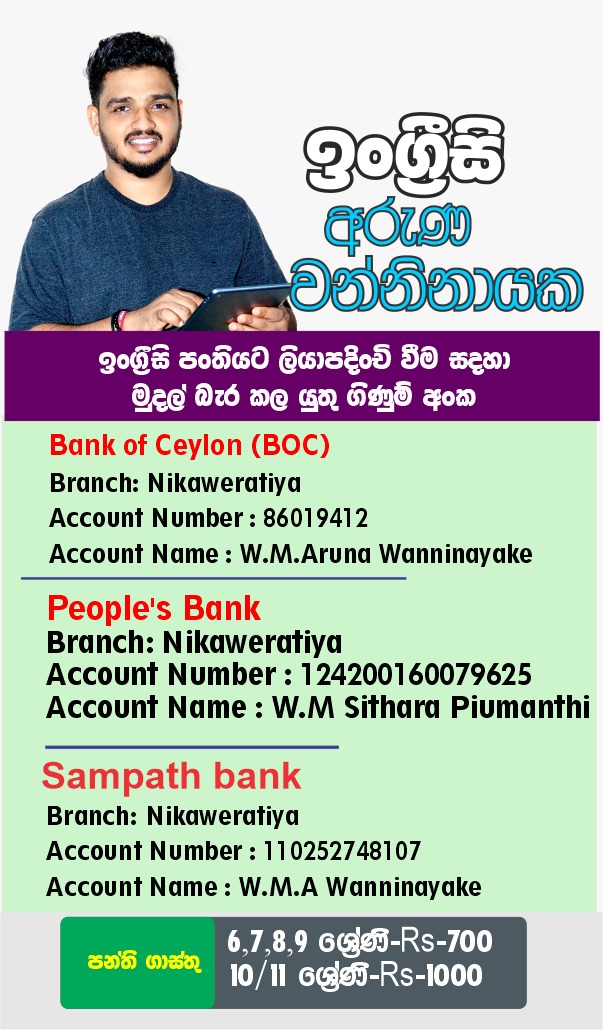 ඉංග්‍රීසි
අරුණ
වන්නිනායක
ඉංග්‍රීසි පංතියට ලියාපදිංචි වීම සදහා
මුදල් බැර කල යුතු ගිණුම් අංක
Bank of Ceylon (BOC)
Branch: Nikaweratiya
Account Number : 86019412
Account Name : W.M.Aruna Wanninayake
People's Bank
Branch: Nikaweratiya
Account Number : 124200160079625
Account Name : W.M Sithara Piumanthi
Sampath bank
Branch: Nikaweratiya
Account Number : 110252748107
Account Name : W.M.A Wanninayake
පන්ති ගාස්තු
6,7,8,9 ශ්‍රේණි-Rs-700
10/11 ශ්‍රේණි-Rs-1000